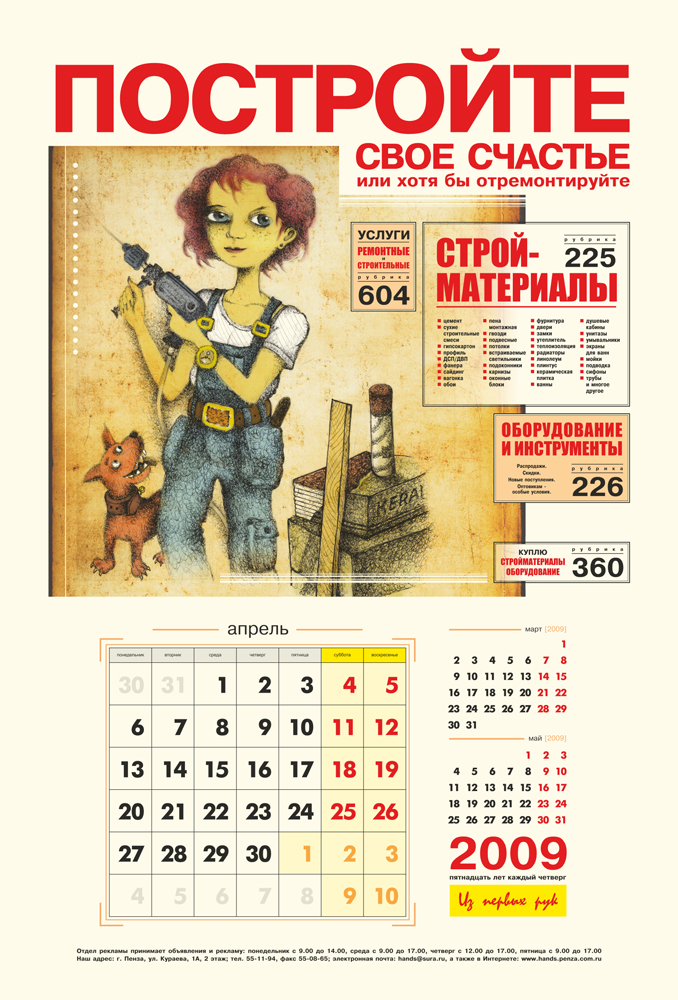 ПОСТРОЙТЕ
СВОЕ СЧАСТЬЕ
или хотя бы отремонтируйте
УСЛУГИ
РЕМОНТНЫЕ
и
СТРОИТЕЛЬНЫЕ
рубрика
604
СТРОЙ-
МАТЕРИАЛЫ
рубрика
225
цемент
сухие
строительные
смеси
гипсокартон
профиль
ДСП/ДВП
фанера
сайдинг
вагонка
обои
пена
монтажная
гвозди
подвесные
потолки
встраиваемые
светильники
подоконники
карнизы
оконные
блоки
фурнитура
двери
замки
утеплитель
теплоизоляция
радиаторы
линолеум
плинтус
керамическая
плитка
ванны
душевые
кабины
унитазы
умывальники
экраны
для ванн
мойки
подводка
сифоны
трубы
и многое
другое
ОБОРУДОВАНИЕ
И ИНСТРУМЕНТЫ
Распродажи.
Скидки.
Новые поступления.
Оптовикам –
особые условия.
рубрика
226
КУПЛЮ
СТРОЙМАТЕРИАЛЫ
ОБОРУДОВАНИЕ
рубрика
360
KERAI
апрель
понедельник вторник среда четверг пятница суббота воскресенье
30 31 1 2 3 4 5
6 7 8 9 10 11 12
13 14 15 16 17 18 19
20 21 22 23 24 25 26
27 28 29 30 1 2 3
4 5 6 7 8 9 10
март [2009]
1
2 3 4 5 6 7 8
9 10 11 12 13 14 15
16 17 18 19 20 21 22
23 24 25 26 27 28 29
30 31
май [2009]
1 2 3
4 5 6 7 8 9 10
11 12 13 14 15 16 17
18 19 20 21 22 23 24
25 26 27 28 29 30 31
2009
пятнадцать лет каждый четверг
Из первых рук
Отдел рекламы принимает объявления и рекламу: понедельник с 9.00 до 14.00, среда с 9.00 до 17.00, четверг с 12.00 до 17.00, пятница с 9.00 до 17.00
Наш адрес: г. Пенза, ул. Кураева, 1А, 2 этаж; тел. 55-11-94, факс 55-08-65; электронная почта: hands@sura.ru, а также в Интернете: www.hands.penza.com.ru